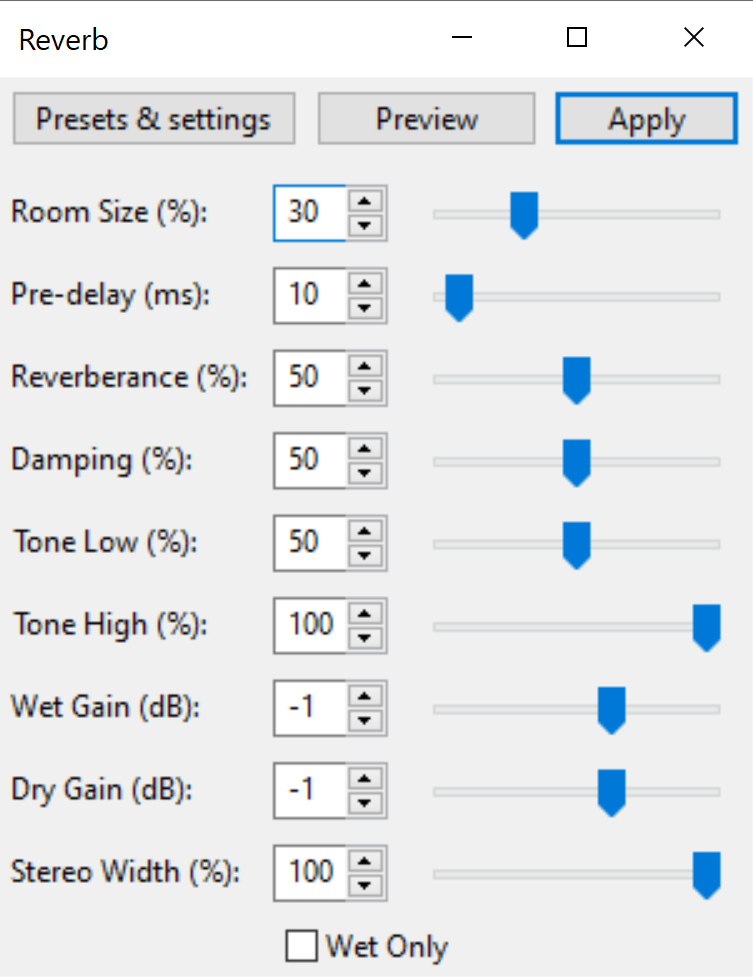 Reverb
Presets & settings Preview Apply
Room Size (%): 30
Pre-delay (ms): 10
Reverberance (%): 50
Damping (%): 50
Tone Low (%): 50
Tone High (%): 100
Wet Gain (dB): -1
Dry Gain (dB): -1
Stereo Width (%): 100
Wet Only